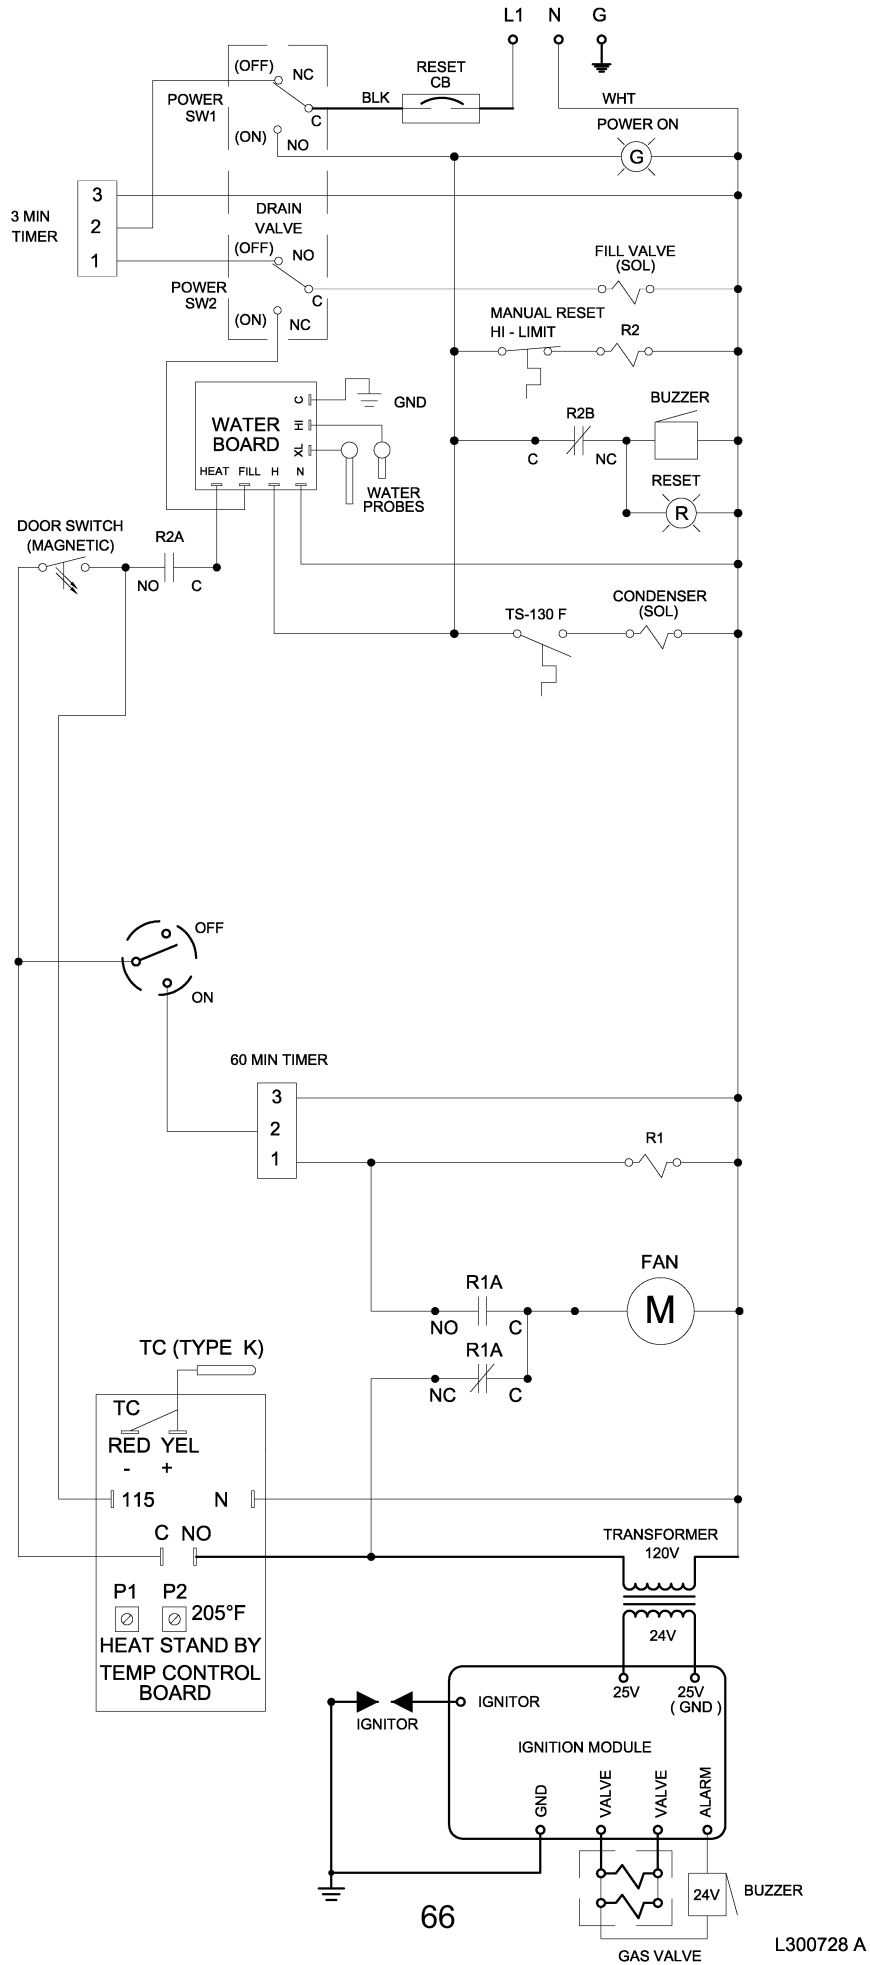 L1 N G
(OFF) NC
RESET
CB
BLK
WHT
POWER
SW1
C
(ON) NO
POWER ON
G
3 MIN
TIMER
3
2
1
DRAIN
VALVE
(OFF) NO
FILL VALVE
(SOL)
POWER
SW2
C
(ON) NC
MANUAL RESET
HI - LIMIT
R2
WATER
BOARD
C
HI
XL
GND
HEAT FILL H N
WATER
PROBES
R2B
BUZZER
C NC
RESET
R
DOOR SWITCH
(MAGNETIC)
R2A
NO C
TS-130 F
CONDENSER
(SOL)
OFF
ON
60 MIN TIMER
3
2
1
R1
FAN
M
R1A
NO C
R1A
NC C
TC (TYPE K)
TC
RED YEL
- +
115 N
C NO
P1 P2
205°F
HEAT STAND BY
TEMP CONTROL
BOARD
TRANSFORMER
120V
24V
25V 25V
( GND )
IGNITOR
IGNITOR
IGNITION MODULE
GND
VALVE
VALVE
ALARM
24V
BUZZER
GAS VALVE
66
L300728 A